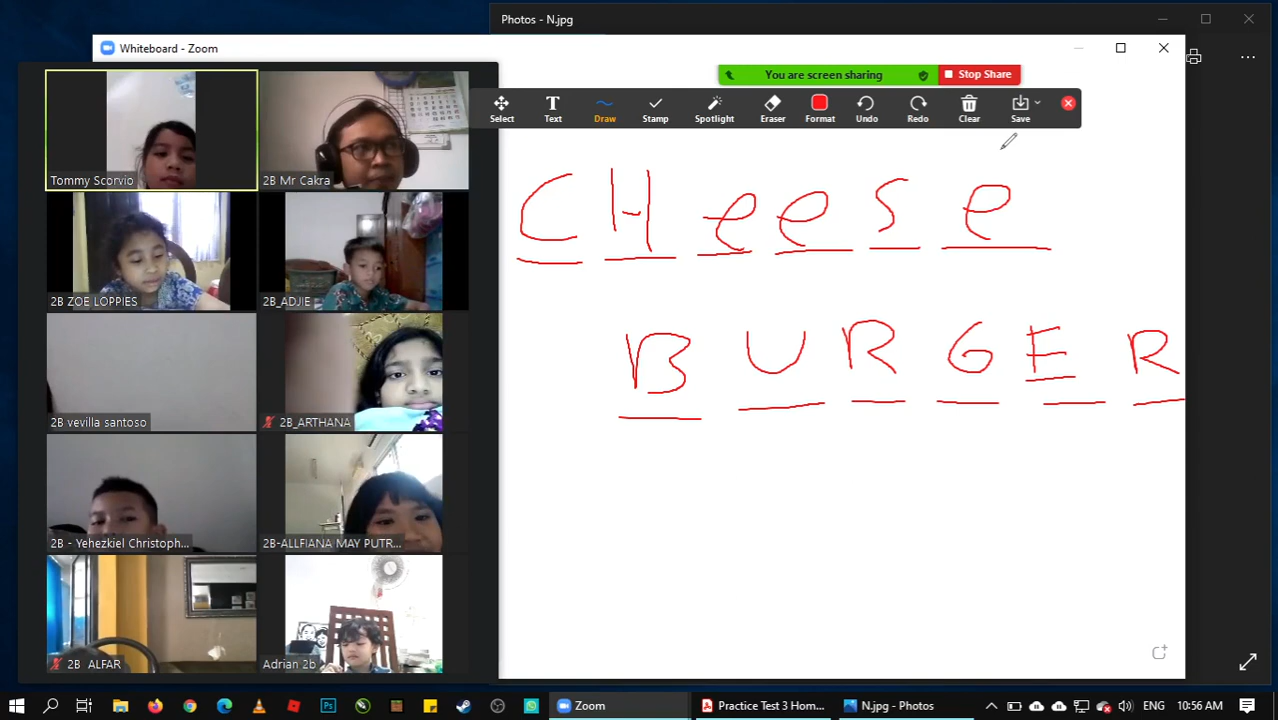 Photos - N.jpg
Whiteboard - Zoom
You are screen sharing
Stop Share
Select Text Draw Stamp Spotlight Eraser Format Undo Redo Clear Save
Tommy Scorvio
2B Mr Cakra
2B ZOE LOPPIES
2B_ADJIE
2B vevilla santoso
2B_ARTHANA
2B - Yehezkiel Christoph...
2B-ALLFIANA MAY PUTR...
2B ALFAR
Adrian 2b
CHeese
BURGER
Zoom
Practice Test 3 Hom...
N.jpg - Photos
ENG
10:56 AM